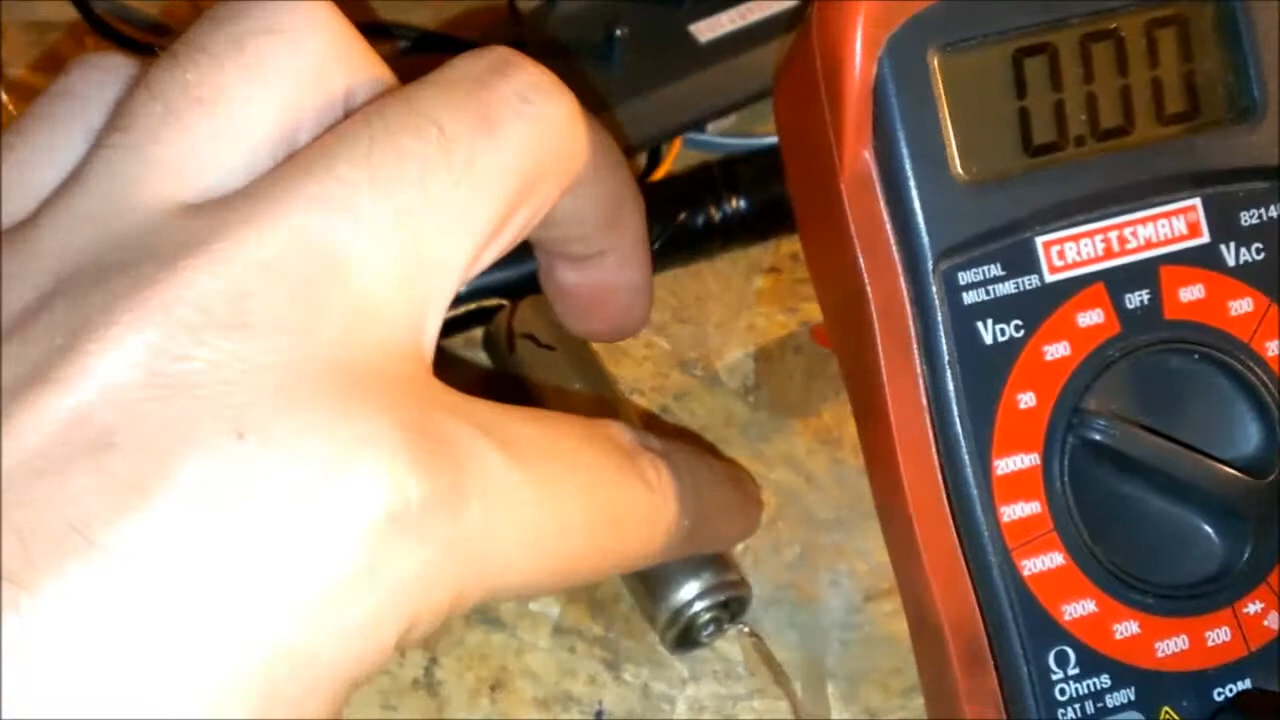 0.00
CRAFTSMAN®
DIGITAL
MULTIMETER
VDC
OFF
VAC
600
200
20
2000m
200m
2000k
200k
20k
2000
200
600
200
Ω
Ohms
CAT II - 600V
COM